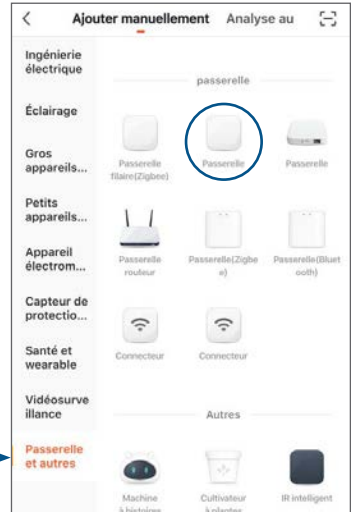 Ajouter manuellement Analyse au
Ingénierie
électrique
Éclairage
Gros
appareils...
Petits
appareils...
Appareil
électrom...
Capteur de
protectio...
Santé et
wearable
Vidéosurve
illance
Passerelle
et autres
passerelle
Passerelle
filaire(Zigbee)
Passerelle
Passerelle
Passerelle
routeur
Passerelle(Zigbe
e)
Passerelle(Bluet
ooth)
Connecteur
Connecteur
Autres
Machine
à histoires
Cultivateur
à plantes
IR intelligent